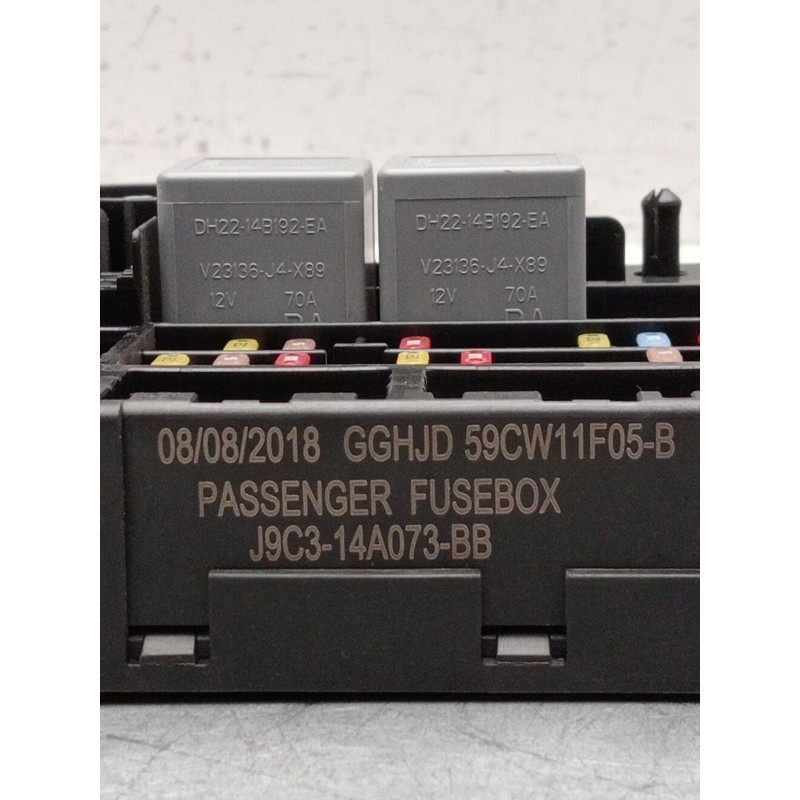 DH22-14B192-EA
V23136-J4-X89
12V 70A
DH22-14B192-EA
V23136-J4-X89
12V 70A
08/08/2018 GGHJD 59CW11F05-B
PASSENGER FUSEBOX
J9C3-14A073-BB